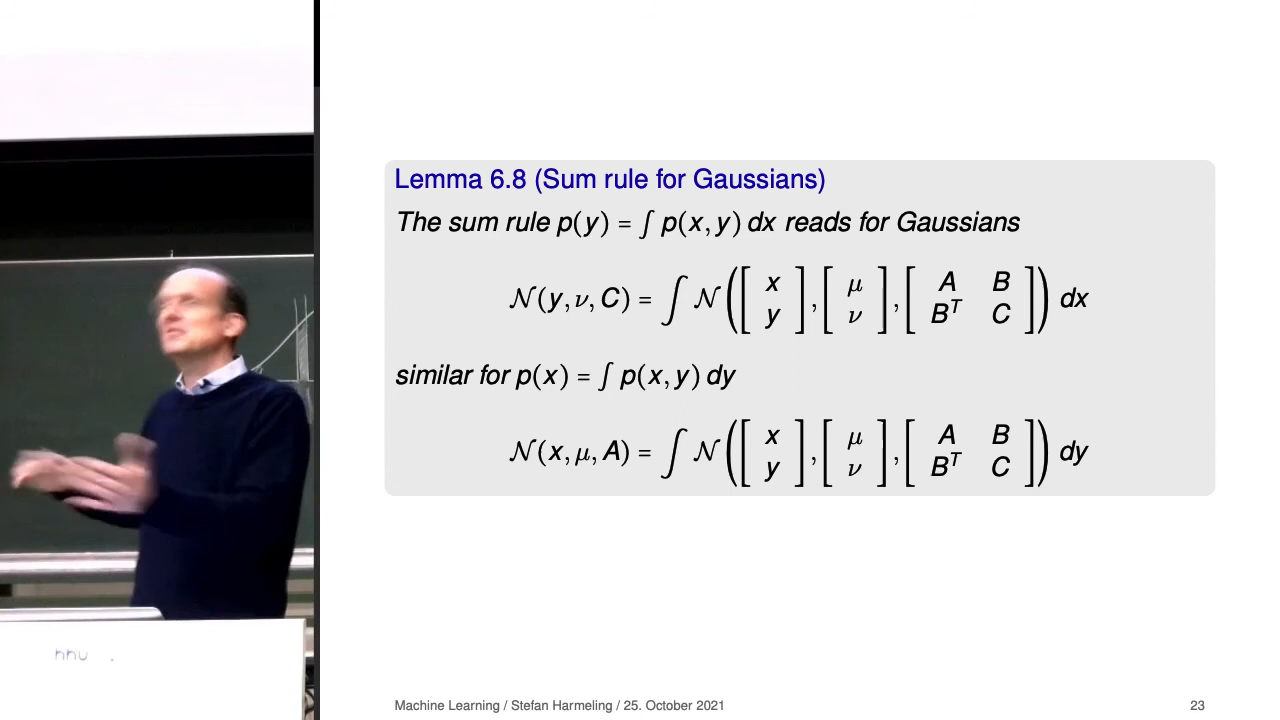 Lemma 6.8 (Sum rule for Gaussians)
The sum rule p(y) = ∫ p(x, y) dx reads for Gaussians
𝒩(y, ν, C) = ∫ 𝒩([x y], [μ ν], [A B Bᵀ C]) dx
similar for p(x) = ∫ p(x, y) dy
𝒩(x, μ, A) = ∫ 𝒩([x y], [μ ν], [A B Bᵀ C]) dy
hhu
Machine Learning / Stefan Harmeling / 25. October 2021
23